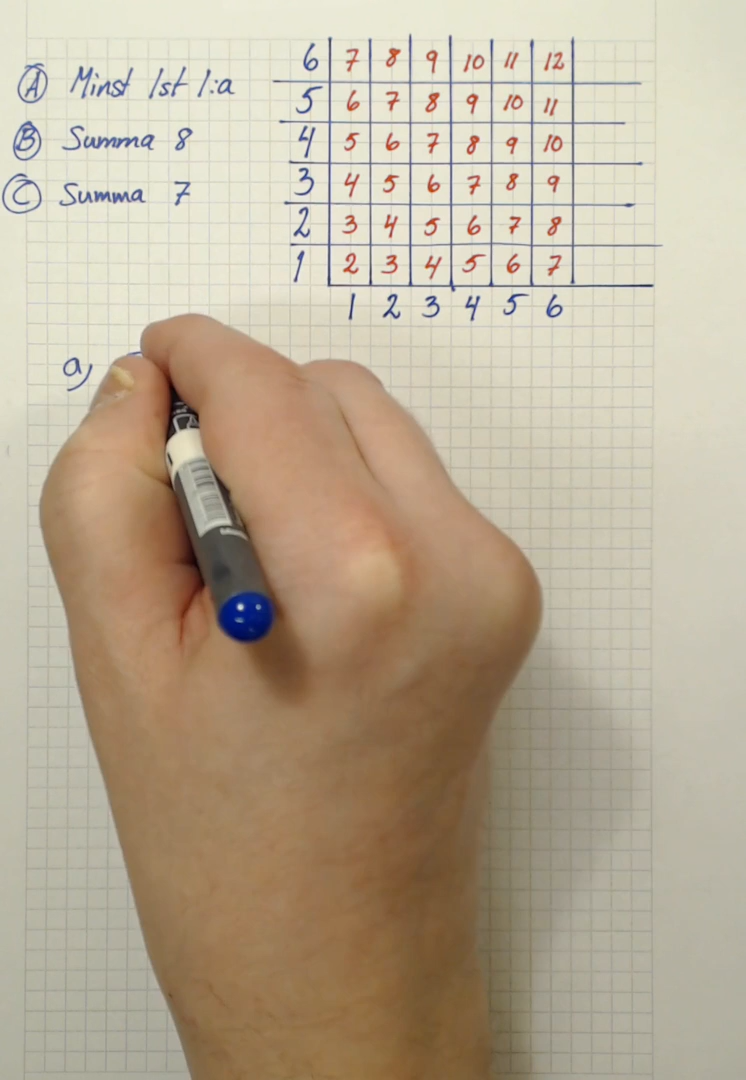 Ⓐ Minst 1st 1:a
Ⓑ Summa 8
Ⓒ Summa 7
6 7 8 9 10 11 12
5 6 7 8 9 10 11
4 5 6 7 8 9 10
3 4 5 6 7 8 9
2 3 4 5 6 7 8
1 2 3 4 5 6 7
1 2 3 4 5 6
a)